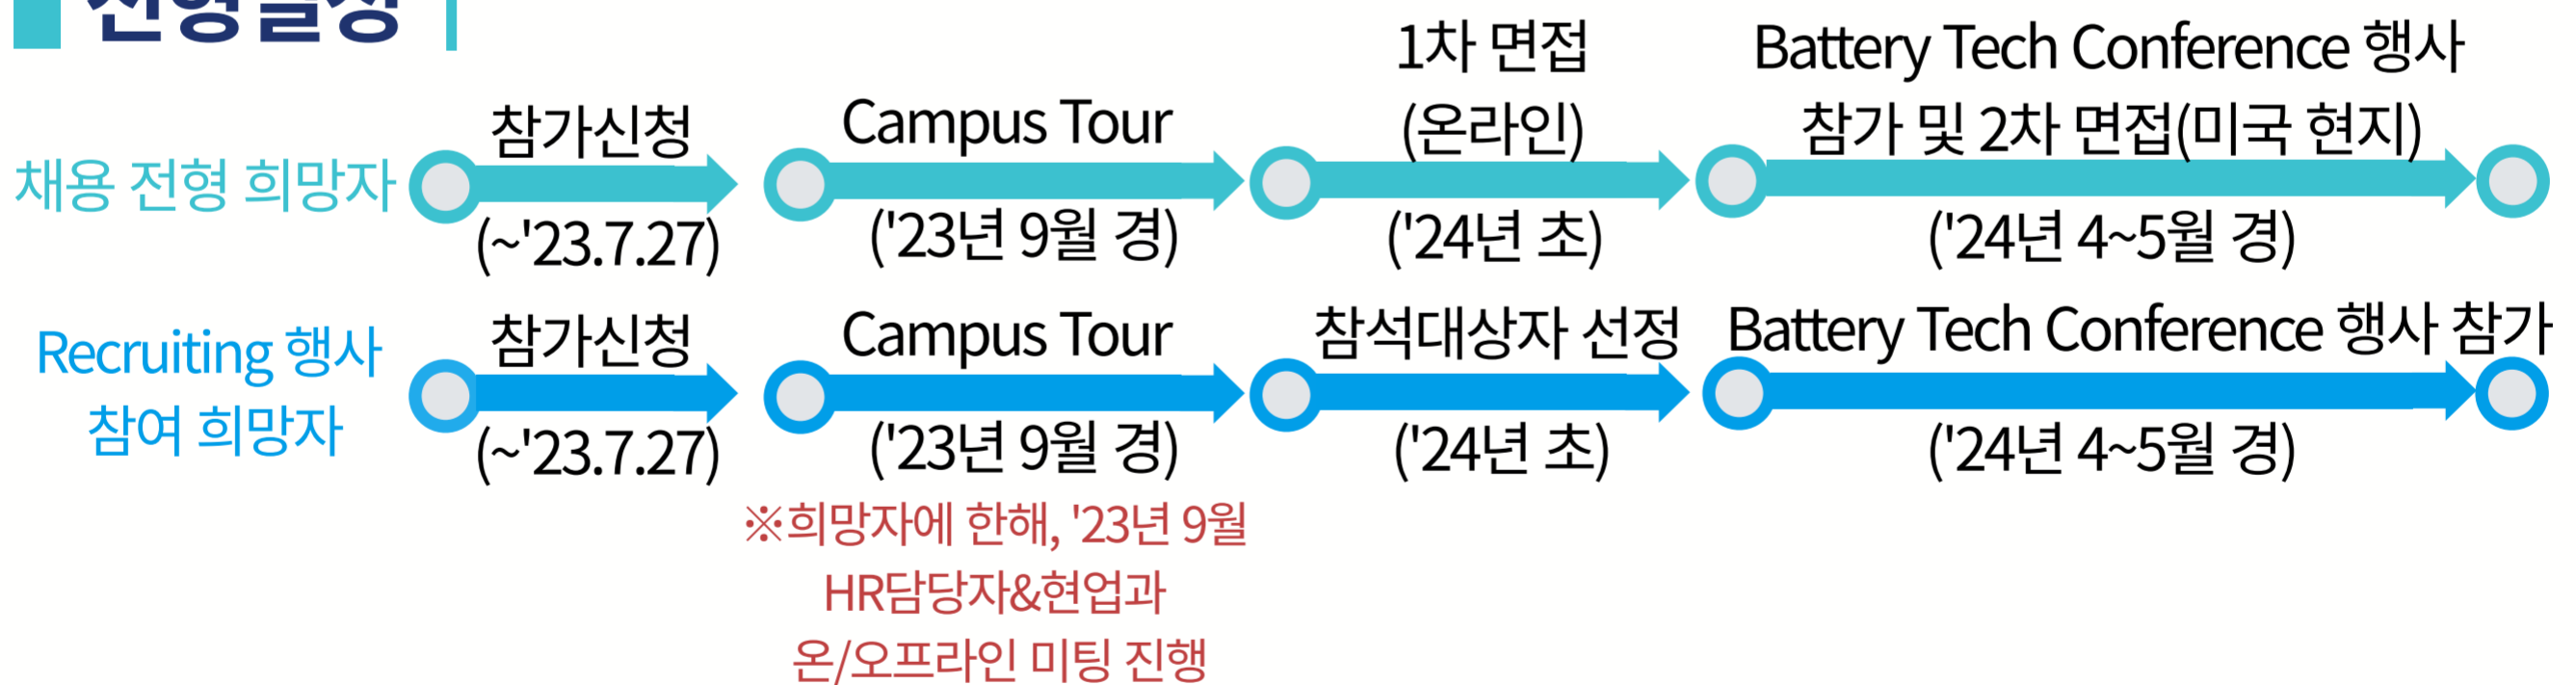 전형일정
채용 전형 희망자
참가신청
(~'23.7.27)
Campus Tour
('23년 9월 경)
1차 면접
(온라인)
('24년 초)
Battery Tech Conference 행사
참가 및 2차 면접(미국 현지)
('24년 4~5월 경)
Recruiting 행사
참여 희망자
참가신청
(~'23.7.27)
Campus Tour
('23년 9월 경)
※희망자에 한해, '23년 9월
HR담당자&현업과
온/오프라인 미팅 진행
참석대상자 선정
('24년 초)
Battery Tech Conference 행사 참가
('24년 4~5월 경)